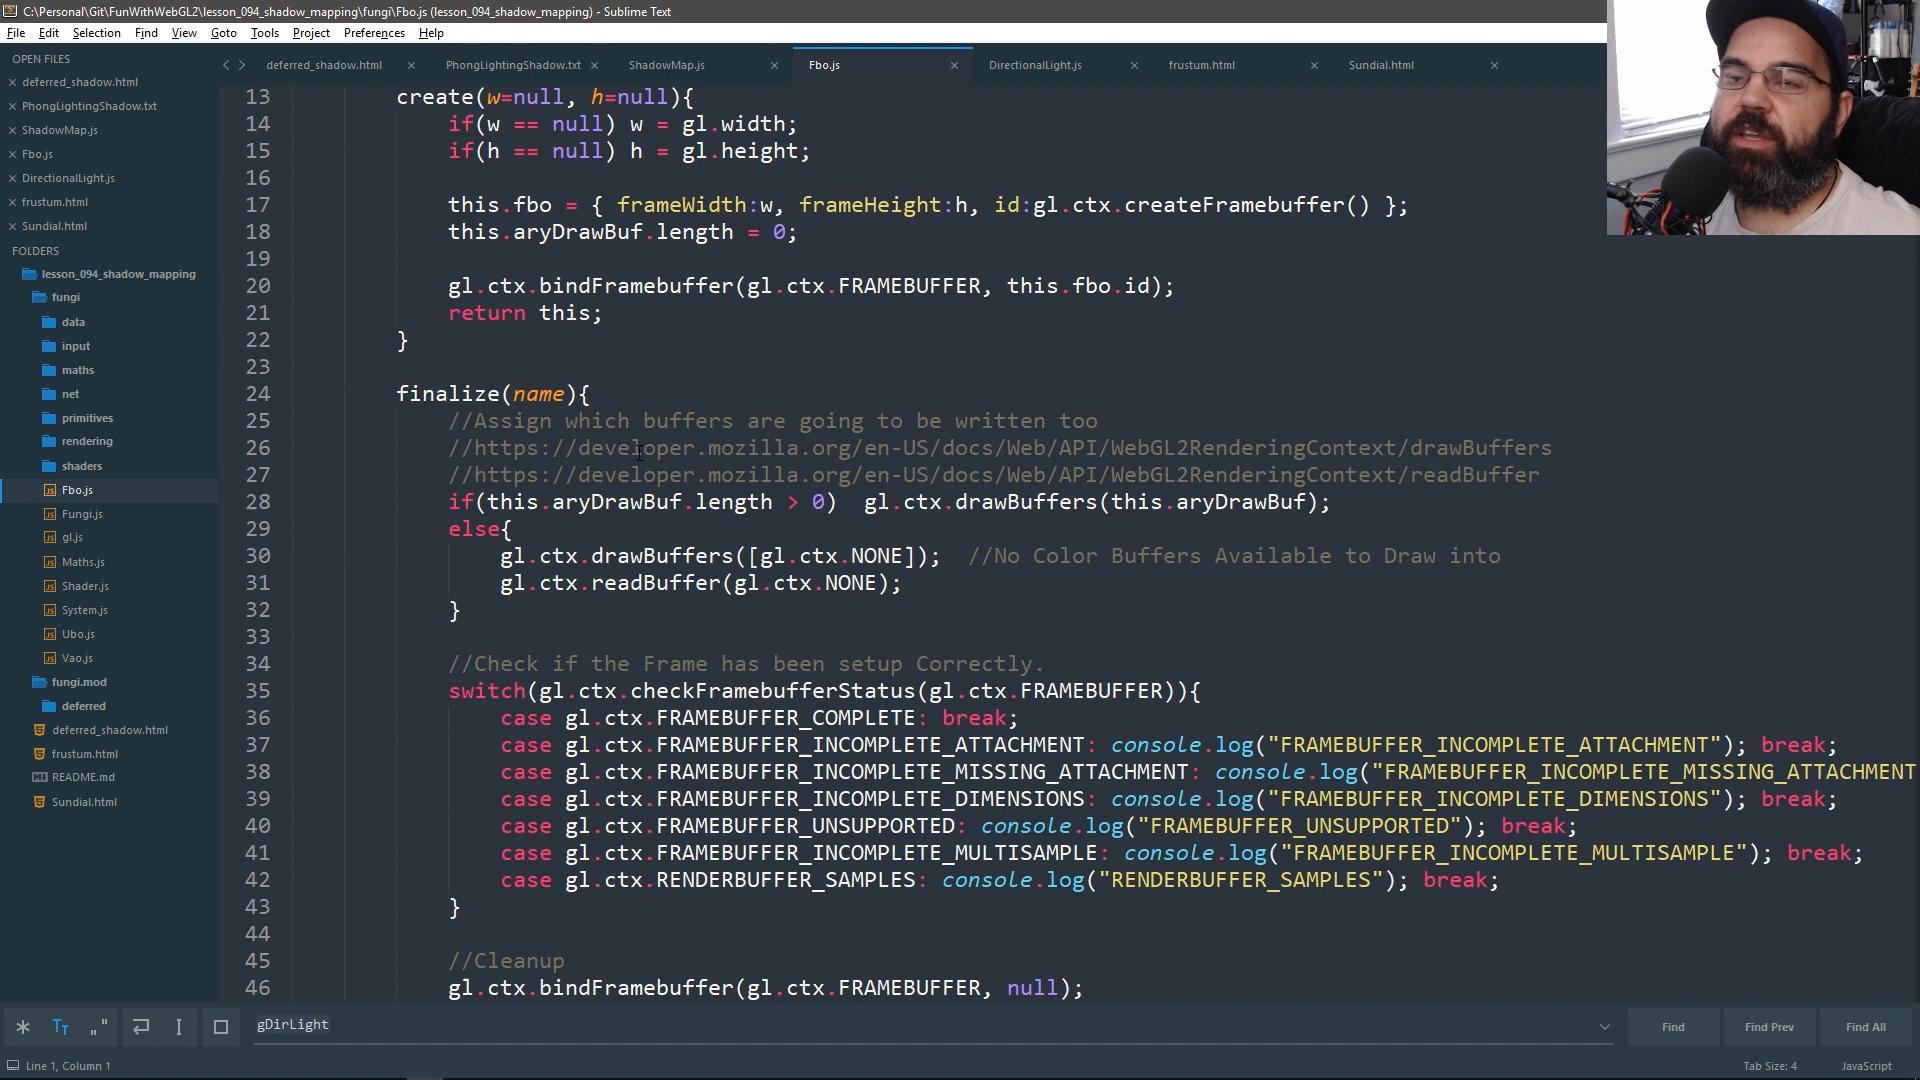 C:\Personal\Git\FunWithWebGL2\lesson_094_shadow_mapping\fungi\Fbo.js (lesson_094_shadow_mapping) - Sublime Text
File Edit Selection Find View Goto Tools Project Preferences Help
OPEN FILES
deferred_shadow.html
PhongLightingShadow.txt
ShadowMap.js
Fbo.js
DirectionalLight.js
frustum.html
Sundial.html
FOLDERS
lesson_094_shadow_mapping
fungi
data
input
maths
net
primitives
rendering
shaders
Fbo.js
Fungi.js
gl.js
Maths.js
Shader.js
System.js
Ubo.js
Vao.js
fungi.mod
deferred
deferred_shadow.html
frustum.html
README.md
Sundial.html
deferred_shadow.html PhongLightingShadow.txt ShadowMap.js Fbo.js DirectionalLight.js frustum.html Sundial.html
13 create(w=null, h=null){
14 if(w == null) w = gl.width;
15 if(h == null) h = gl.height;
16
17 this.fbo = { frameWidth:w, frameHeight:h, id:gl.ctx.createFramebuffer() };
18 this.aryDrawBuf.length = 0;
19
20 gl.ctx.bindFramebuffer(gl.ctx.FRAMEBUFFER, this.fbo.id);
21 return this;
22 }
23
24 finalize(name){
25 //Assign which buffers are going to be written too
26 //https://developer.mozilla.org/en-US/docs/Web/API/WebGL2RenderingContext/drawBuffers
27 //https://developer.mozilla.org/en-US/docs/Web/API/WebGL2RenderingContext/readBuffer
28 if(this.aryDrawBuf.length > 0)  gl.ctx.drawBuffers(this.aryDrawBuf);
29 else{
30 gl.ctx.drawBuffers([gl.ctx.NONE]);  //No Color Buffers Available to Draw into
31 gl.ctx.readBuffer(gl.ctx.NONE);
32 }
33
34 //Check if the Frame has been setup Correctly.
35 switch(gl.ctx.checkFramebufferStatus(gl.ctx.FRAMEBUFFER)){
36 case gl.ctx.FRAMEBUFFER_COMPLETE: break;
37 case gl.ctx.FRAMEBUFFER_INCOMPLETE_ATTACHMENT: console.log("FRAMEBUFFER_INCOMPLETE_ATTACHMENT"); break;
38 case gl.ctx.FRAMEBUFFER_INCOMPLETE_MISSING_ATTACHMENT: console.log("FRAMEBUFFER_INCOMPLETE_MISSING_ATTACHMENT
39 case gl.ctx.FRAMEBUFFER_INCOMPLETE_DIMENSIONS: console.log("FRAMEBUFFER_INCOMPLETE_DIMENSIONS"); break;
40 case gl.ctx.FRAMEBUFFER_UNSUPPORTED: console.log("FRAMEBUFFER_UNSUPPORTED"); break;
41 case gl.ctx.FRAMEBUFFER_INCOMPLETE_MULTISAMPLE: console.log("FRAMEBUFFER_INCOMPLETE_MULTISAMPLE"); break;
42 case gl.ctx.RENDERBUFFER_SAMPLES: console.log("RENDERBUFFER_SAMPLES"); break;
43 }
44
45 //Cleanup
46 gl.ctx.bindFramebuffer(gl.ctx.FRAMEBUFFER, null);
gDirLight Find Find Prev Find All
Line 1, Column 1 Tab Size: 4 JavaScript